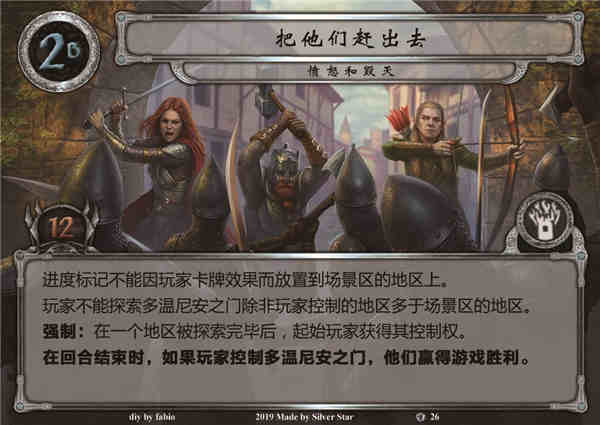 2B
把他们赶出去
愤怒和毁灭
12
进度标记不能因玩家卡牌效果而放置到场景区的地区上。
玩家不能探索多温尼安之门除非玩家控制的地区多于场景区的地区。
强制：在一个地区被探索完毕后，起始玩家获得其控制权。
在回合结束时，如果玩家控制多温尼安之门，他们赢得游戏胜利。
diy by fabio 2019 Made by Silver Star 26